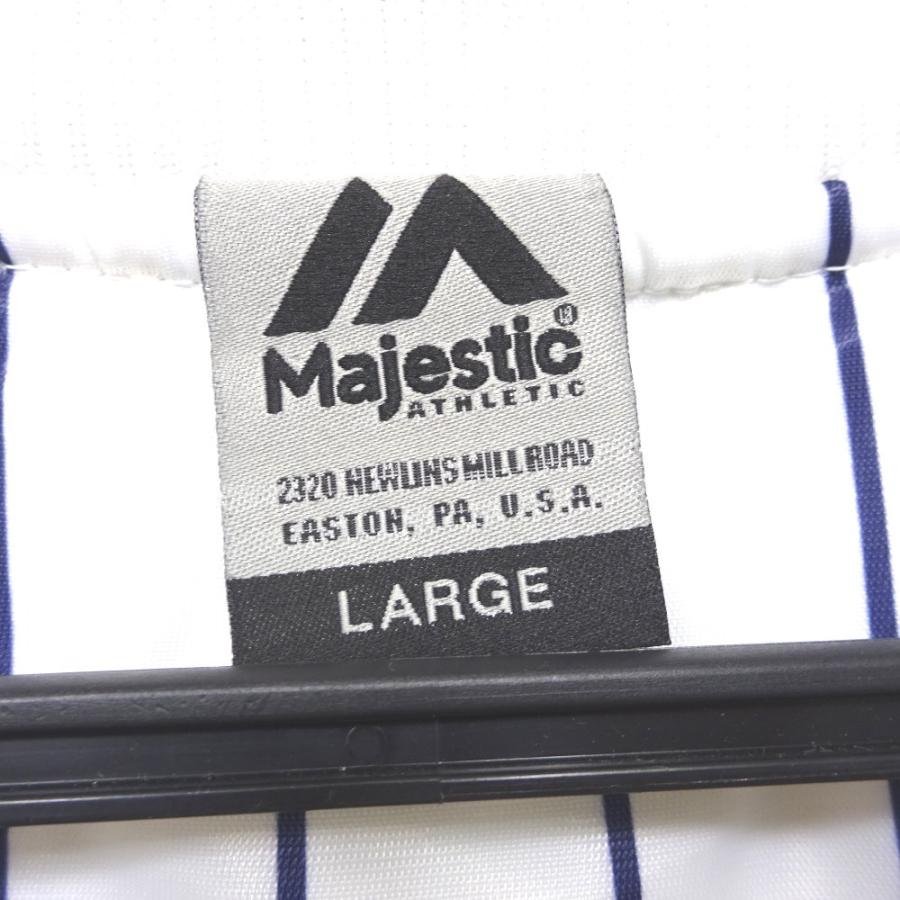 Majestic®
ATHLETIC
2320 NEWLINS MILL ROAD
EASTON, PA, U.S.A.
LARGE